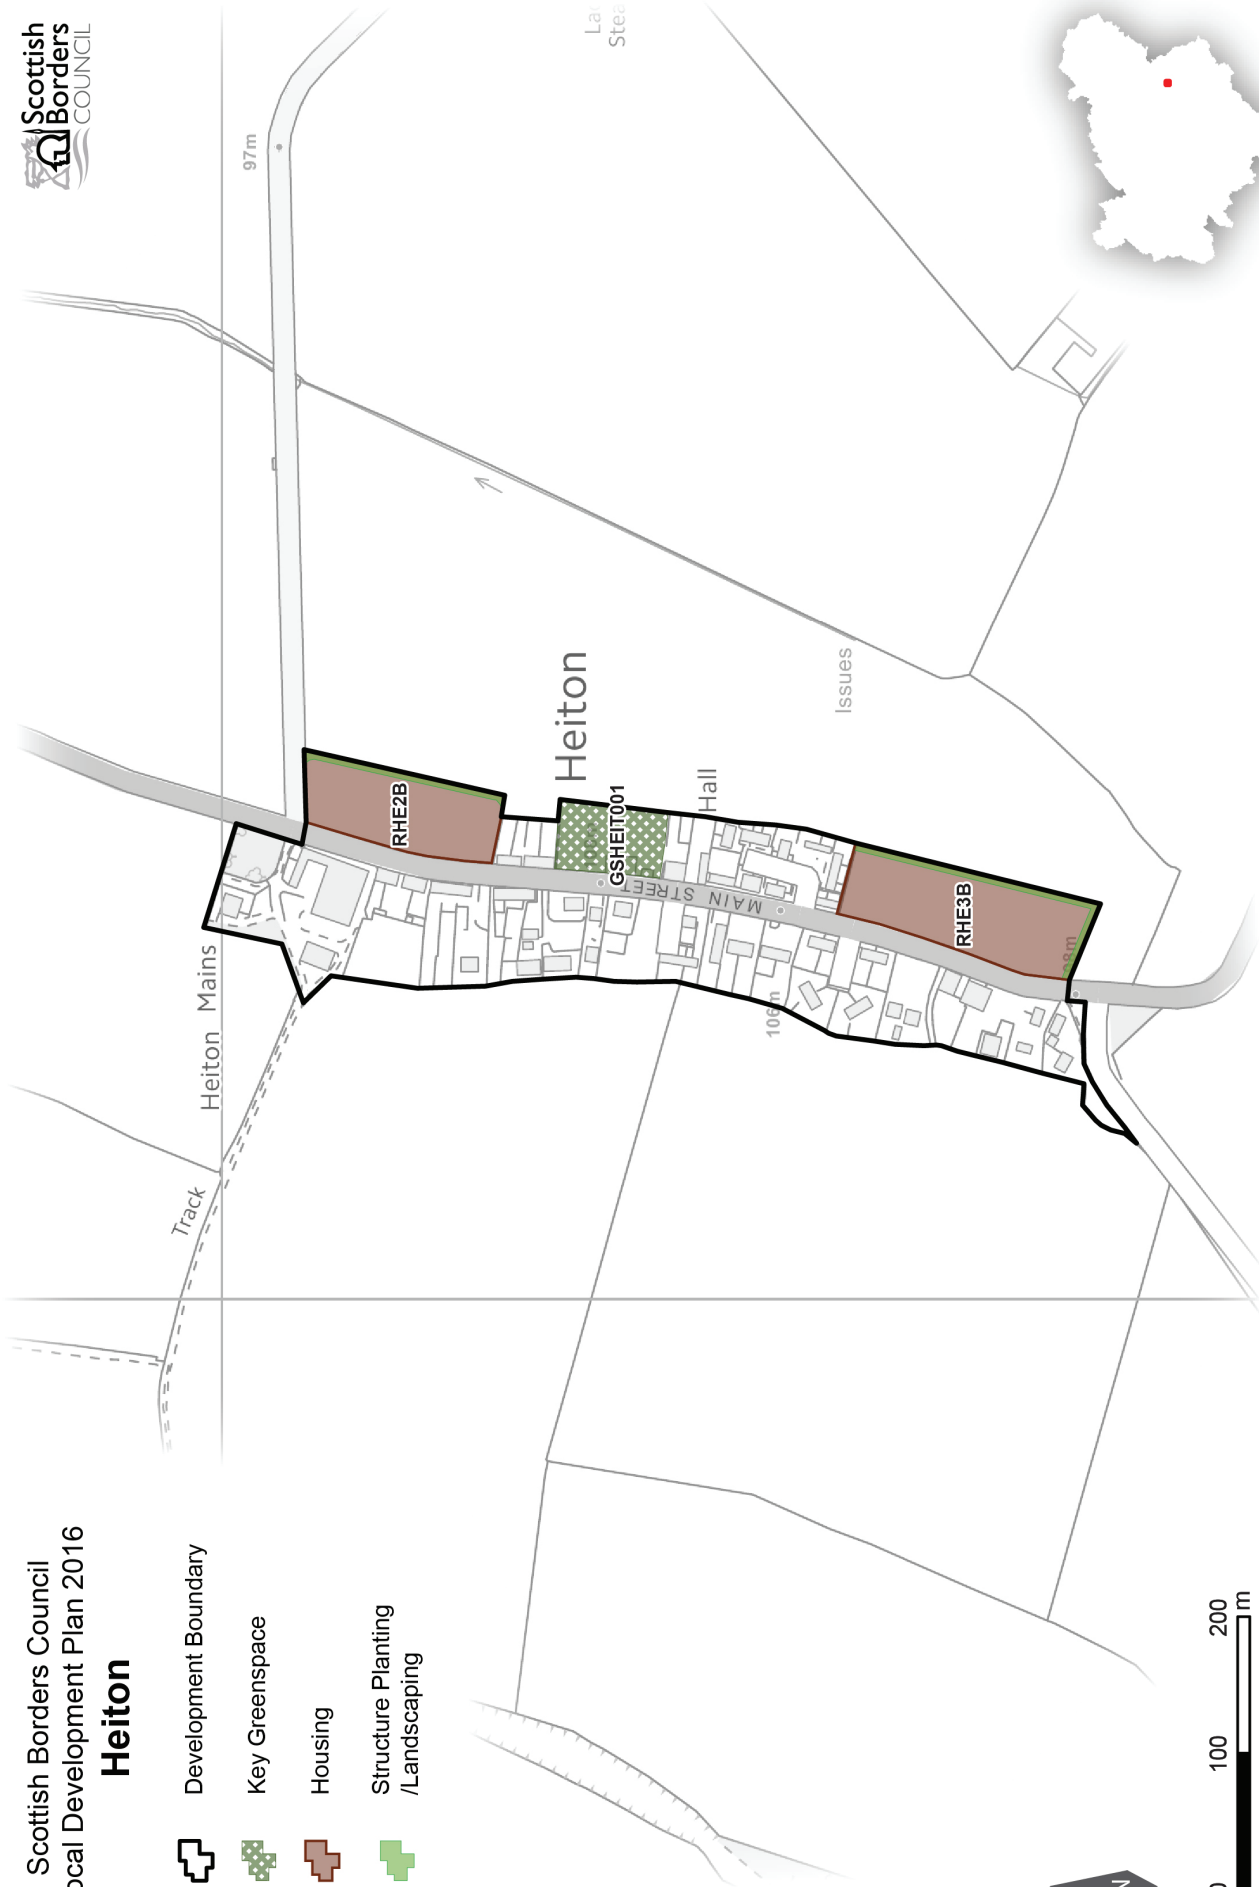 Scottish Borders Council
ocal Development Plan 2016
Heiton
Development Boundary
Key Greenspace
Housing
Structure Planting
/Landscaping
Scottish
Borders
COUNCIL
97m
Heiton Mains
Track
RHE2B
Heiton
GSHEIT001
MAIN STREET
Hall
106m
Issues
RHE3B
0
100
200
m
N